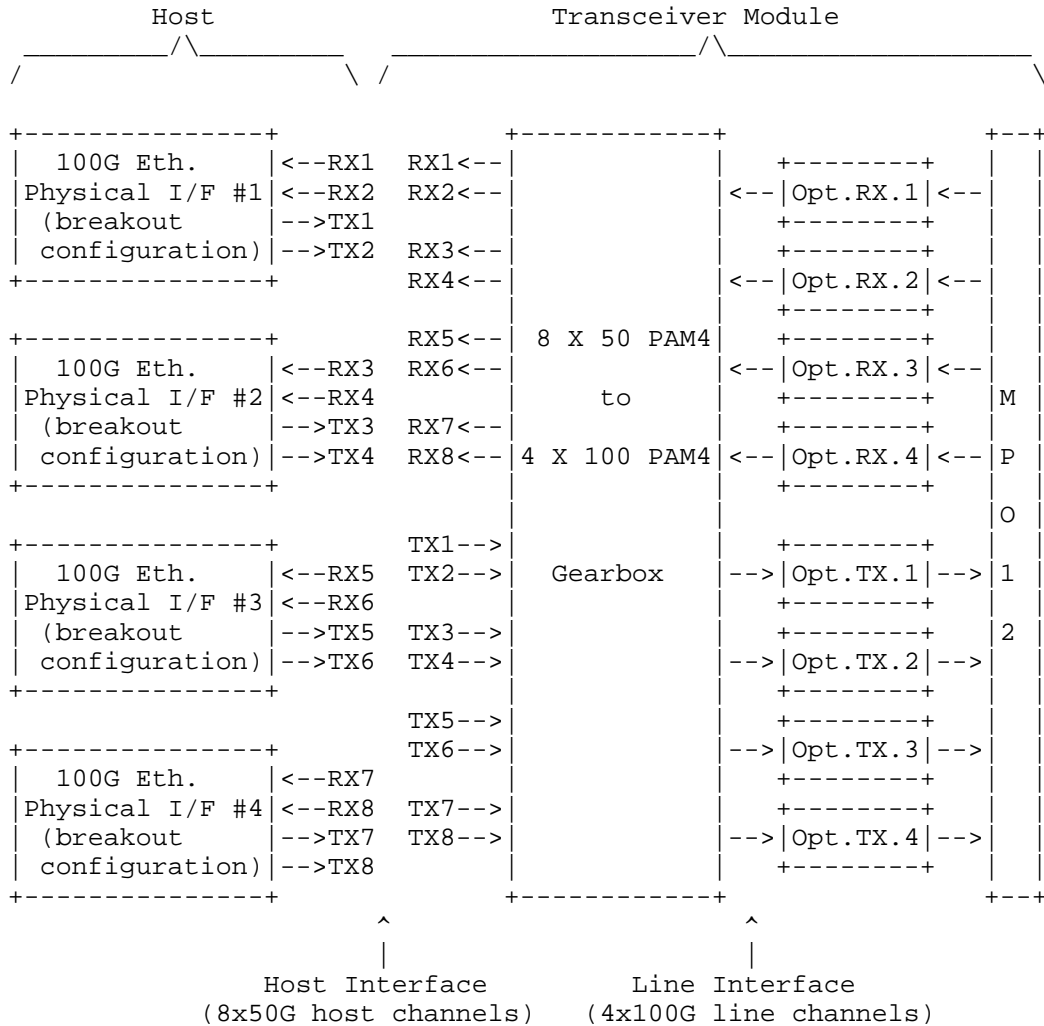 Host Transceiver Module
100G Eth. <--RX1 RX1<--
Physical I/F #1 <--RX2 RX2<-- <-- Opt.RX.1 <--
(breakout -->TX1
configuration) -->TX2 RX3<--
RX4<-- <-- Opt.RX.2 <--
RX5<-- 8 X 50 PAM4
100G Eth. <--RX3 RX6<-- <-- Opt.RX.3 <--
Physical I/F #2 <--RX4 to M
(breakout -->TX3 RX7<--
configuration) -->TX4 RX8<-- 4 X 100 PAM4 <-- Opt.RX.4 <-- P
O
TX1-->
100G Eth. <--RX5 TX2--> Gearbox --> Opt.TX.1 --> 1
Physical I/F #3 <--RX6
(breakout -->TX5 TX3--> 2
configuration) -->TX6 TX4--> --> Opt.TX.2 -->
TX5-->
TX6--> --> Opt.TX.3 -->
100G Eth. <--RX7
Physical I/F #4 <--RX8 TX7-->
(breakout -->TX7 TX8--> --> Opt.TX.4 -->
configuration) -->TX8
Host Interface Line Interface
(8x50G host channels) (4x100G line channels)